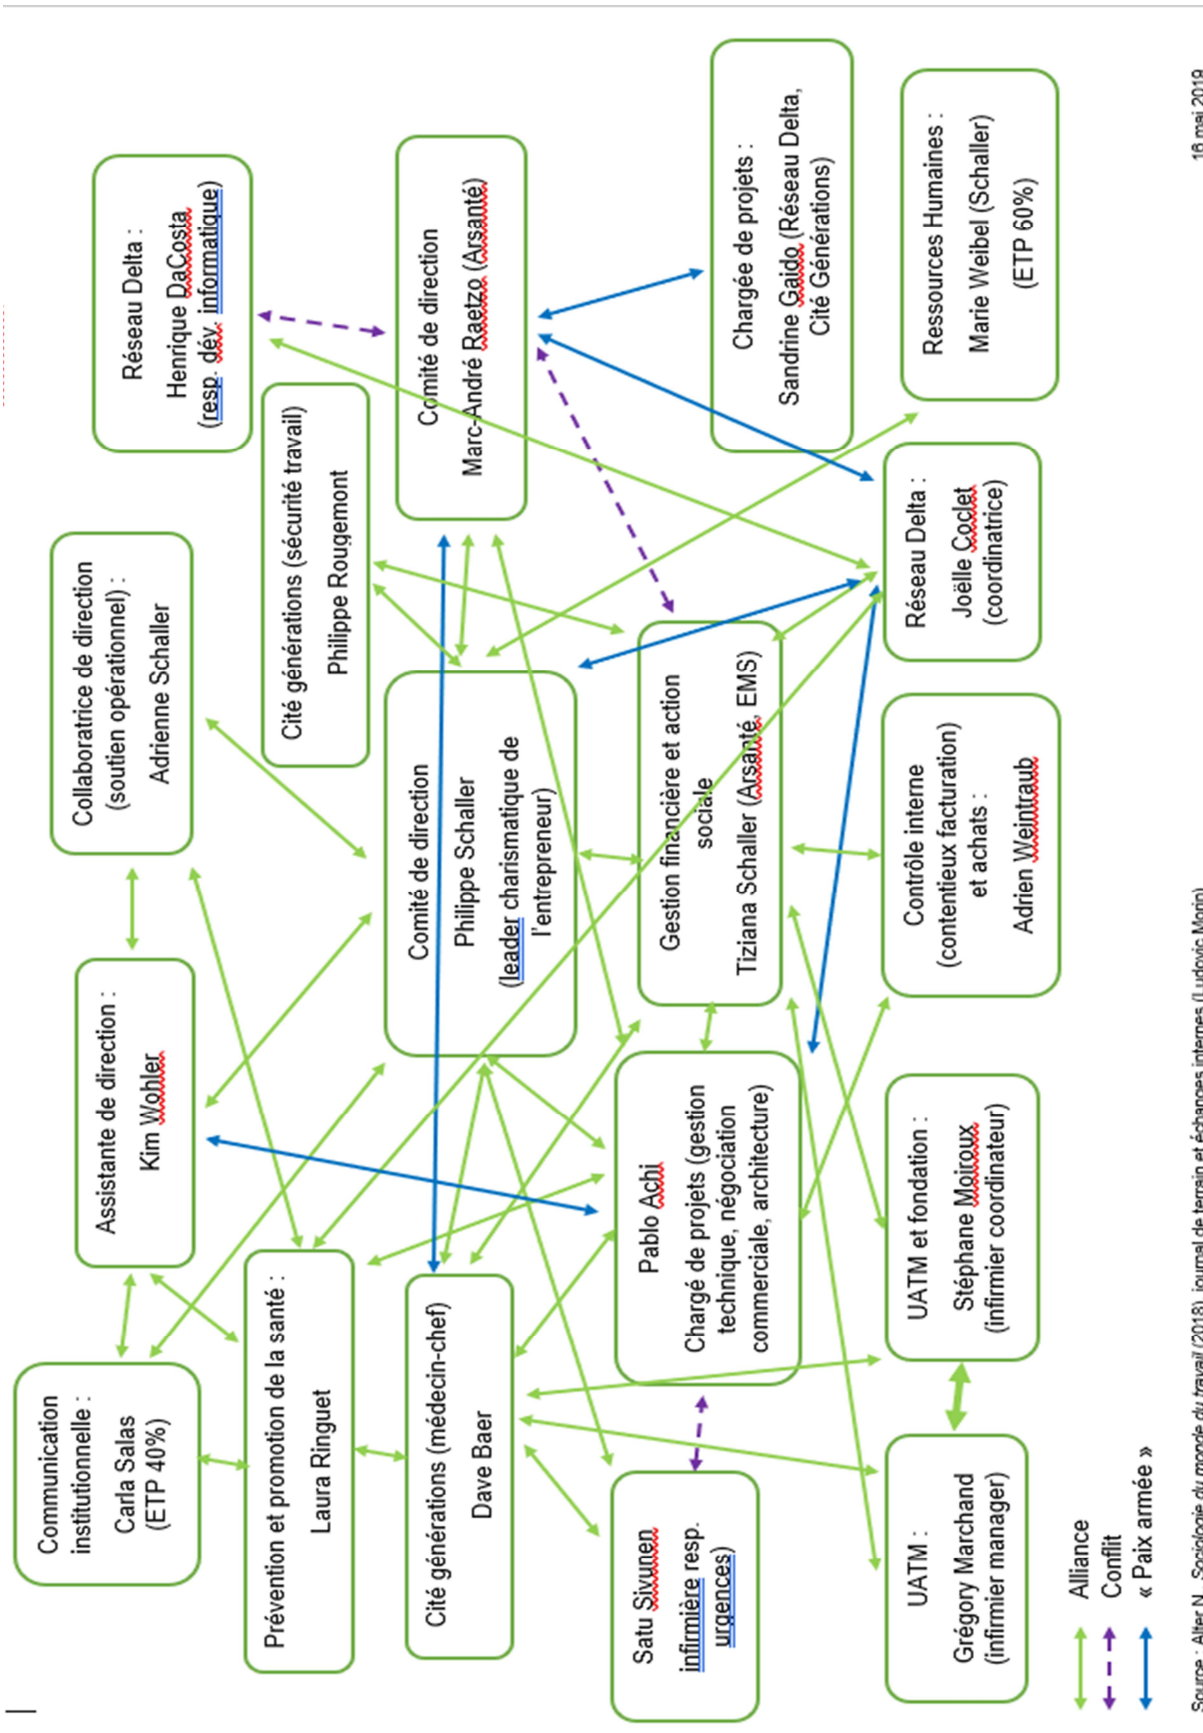 Communication
institutionnelle :
Carla Salas
(ETP 40%)
Assistante de direction :
Kim Wohler
Collaboratrice de direction
(soutien opérationnel) :
Adrienne Schaller
Réseau Delta :
Henrique DaCosta
(resp. dév. informatique)
Prévention et promotion de la santé :
Laura Ringuet
Cité générations (sécurité travail)
Philippe Rougemont
Cité générations (médecin-chef)
Dave Baer
Comité de direction
Philippe Schaller
(leader charismatique de
l'entrepreneur)
Comité de direction
Marc-André Raetzo (Arsanté)
Satu Sivunen
infirmière resp.
urgences)
Pablo Achi
Chargé de projets (gestion
technique, négociation
commerciale, architecture)
Gestion financière et action
sociale
Tiziana Schaller (Arsanté, EMS)
Chargée de projets :
Sandrine Gaido (Réseau Delta,
Cité Générations)
UATM :
Grégory Marchand
(infirmier manager)
UATM et fondation :
Stéphane Moiroux
(infirmier coordinateur)
Contrôle interne
(contentieux facturation)
et achats :
Adrien Weintraub
Réseau Delta :
Joëlle Coclet
(coordinatrice)
Ressources Humaines :
Marie Weibel (Schaller)
(ETP 60%)
Alliance
Conflit
« Paix armée »
Source : Alter N., Sociologie du monde du travail (2018), journal de terrain et échanges internes (Ludovic Morin)
16 mai 2019